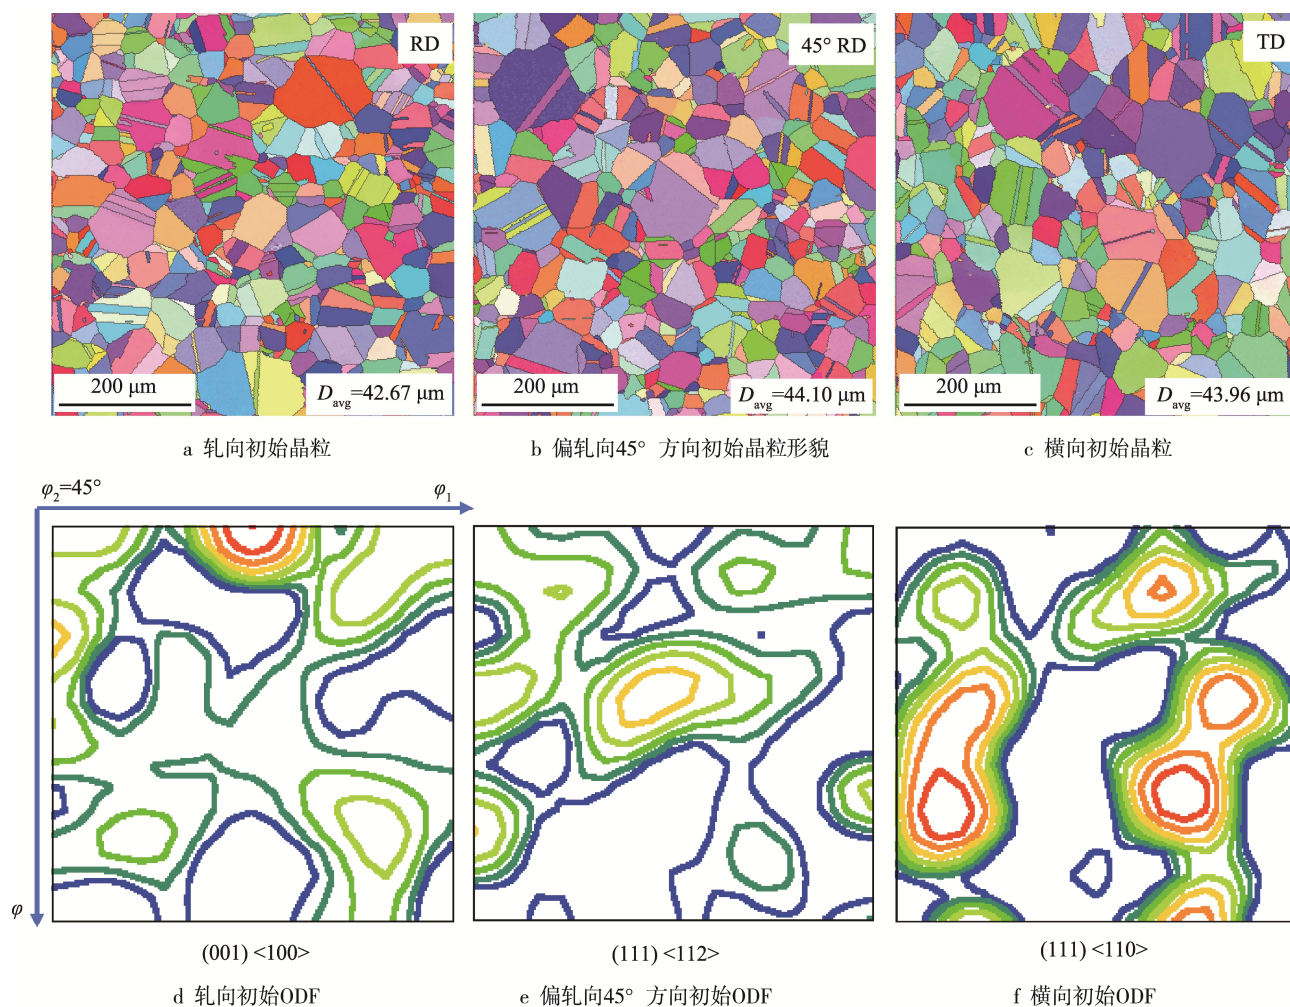 RD
45° RD
TD
200 μm
D_avg=42.67 μm
200 μm
D_avg=44.10 μm
200 μm
D_avg=43.96 μm
a 轧向初始晶粒
b 偏轧向45° 方向初始晶粒形貌
c 横向初始晶粒
φ₂=45°
φ₁
φ
(001) <100>
(111) <112>
(111) <110>
d 轧向初始ODF
e 偏轧向45° 方向初始ODF
f 横向初始ODF